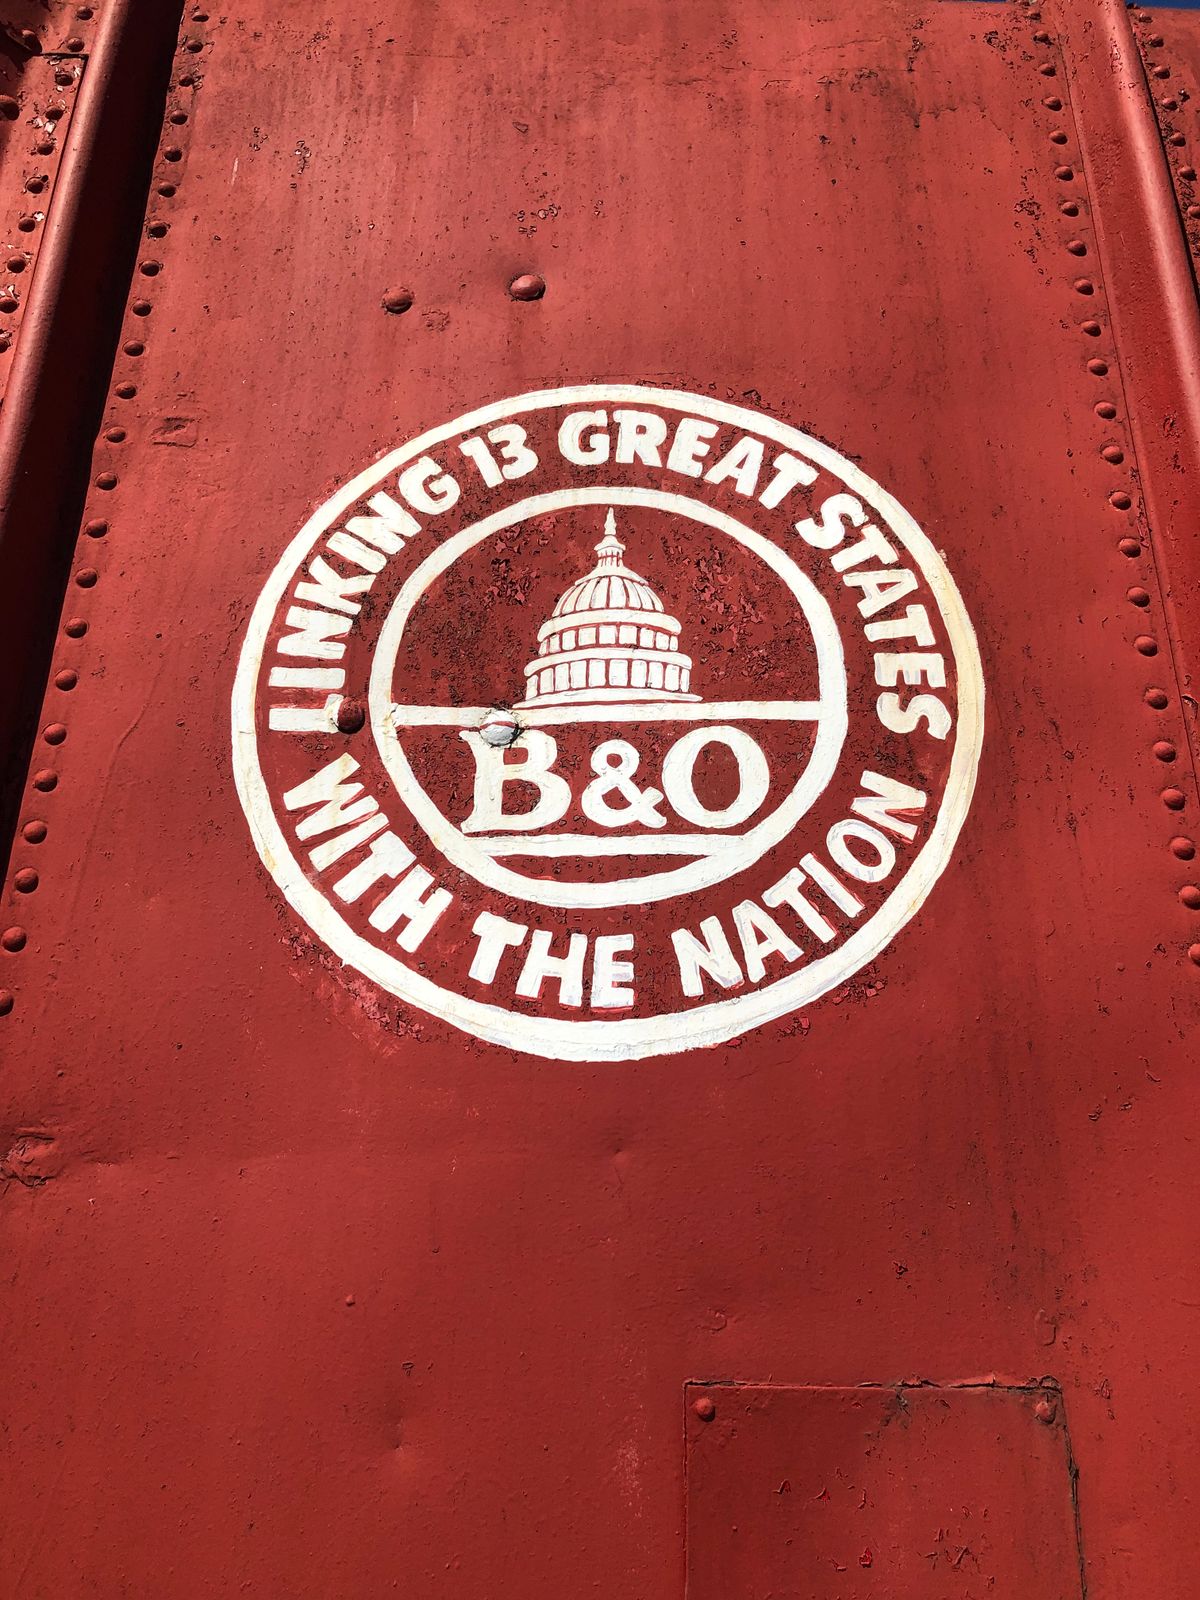 LINKING 13 GREAT STATES
B&O
WITH THE NATION